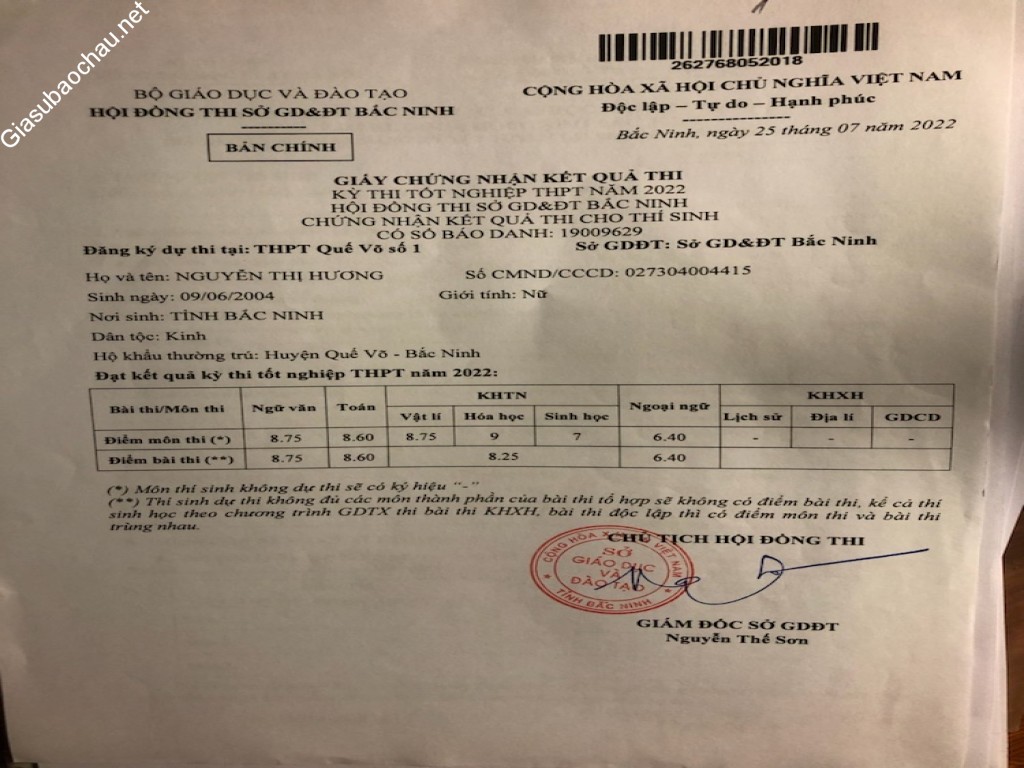 Giasubaochau.net
262768052018
BỘ GIÁO DỤC VÀ ĐÀO TẠO
HỘI ĐỒNG THI SỞ GD&ĐT BẮC NINH
CỘNG HÒA XÃ HỘI CHỦ NGHĨA VIỆT NAM
Độc lập – Tự do – Hạnh phúc
BẢN CHÍNH
Bắc Ninh, ngày 25 tháng 07 năm 2022
GIẤY CHỨNG NHẬN KẾT QUẢ THI
KỲ THI TỐT NGHIỆP THPT NĂM 2022
HỘI ĐỒNG THI SỞ GD&ĐT BẮC NINH
CHỨNG NHẬN KẾT QUẢ THI CHO THÍ SINH
CÓ SỐ BÁO DANH: 19009629
Đăng ký dự thi tại: THPT Quế Võ số 1 Sở GDĐT: Sở GD&ĐT Bắc Ninh
Họ và tên: NGUYỄN THỊ HƯƠNG Số CMND/CCCD: 027304004415
Sinh ngày: 09/06/2004 Giới tính: Nữ
Nơi sinh: TỈNH BẮC NINH
Dân tộc: Kinh
Hộ khẩu thường trú: Huyện Quế Võ - Bắc Ninh
Đạt kết quả kỳ thi tốt nghiệp THPT năm 2022:
Bài thi/Môn thi Ngữ văn Toán KHTN Ngoại ngữ KHXH
Vật lí Hóa học Sinh học Lịch sử Địa lí GDCD
Điểm môn thi (*) 8.75 8.60 8.75 9 7 6.40 - - -
Điểm bài thi (**) 8.75 8.60 8.25 6.40
(*) Môn thí sinh không dự thi sẽ có ký hiệu “-”
(**) Thí sinh dự thi không đủ các môn thành phần của bài thi tổ hợp sẽ không có điểm bài thi, kể cả thí
sinh học theo chương trình GDTX thi bài thi KHXH, bài thi độc lập thì có điểm môn thi và bài thi
trùng nhau.
CHỦ TỊCH HỘI ĐỒNG THI
CỘNG HÒA XÃ HỘI CHỦ NGHĨA VIỆT NAM
SỞ
GIÁO DỤC
VÀ
ĐÀO TẠO
TỈNH BẮC NINH
GIÁM ĐỐC SỞ GDĐT
Nguyễn Thế Sơn